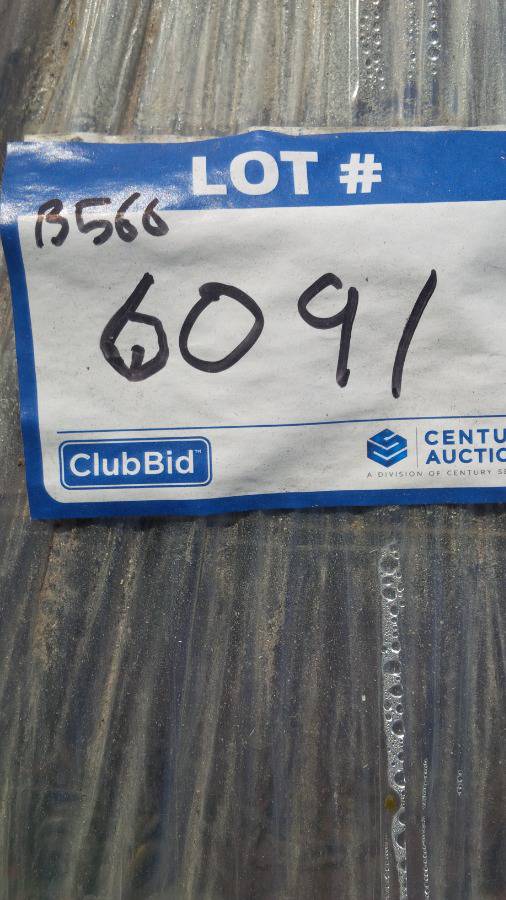 LOT #
B566
6091
ClubBid™
CENTU
AUCTIO
A DIVISION OF CENTURY SE